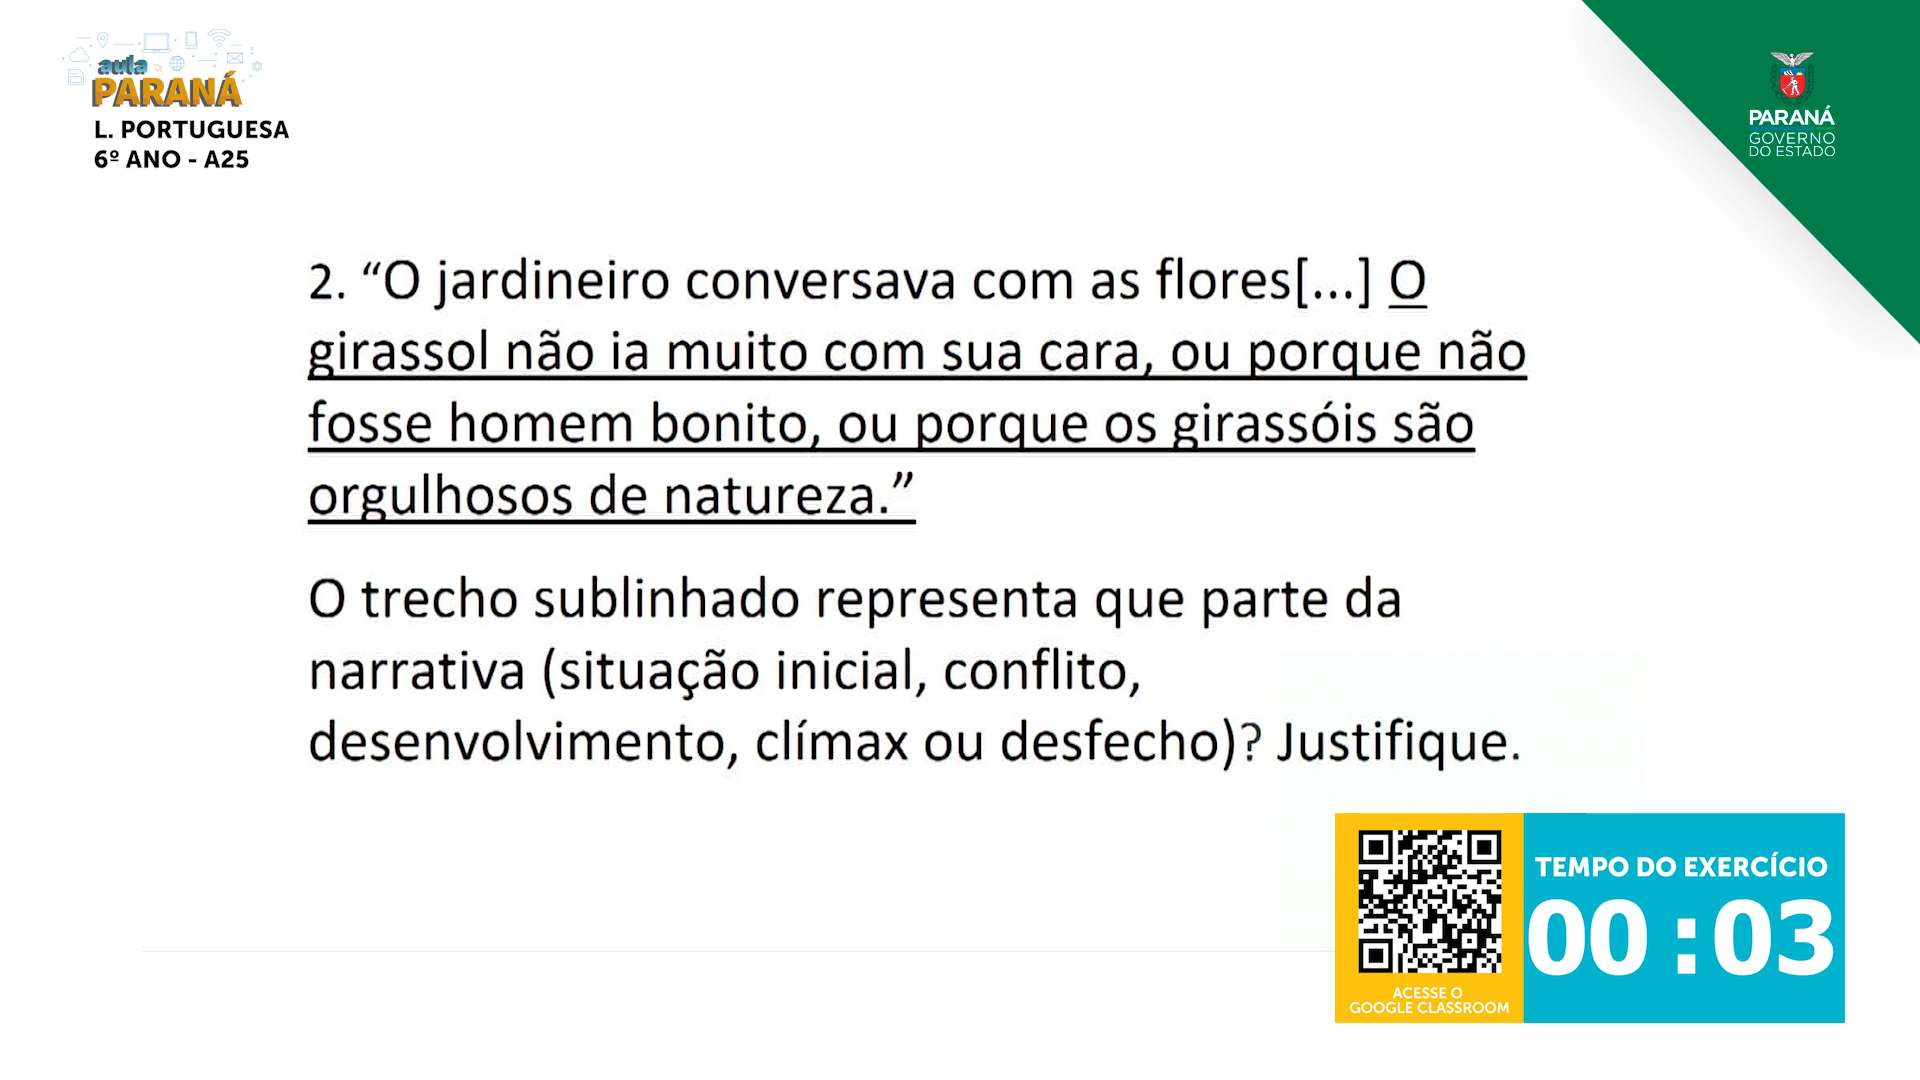 aula
PARANÁ
L. PORTUGUESA
6º ANO - A25
PARANÁ
GOVERNO
DO ESTADO
2. “O jardineiro conversava com as flores[...] O
girassol não ia muito com sua cara, ou porque não
fosse homem bonito, ou porque os girassóis são
orgulhosos de natureza.”
O trecho sublinhado representa que parte da
narrativa (situação inicial, conflito,
desenvolvimento, clímax ou desfecho)? Justifique.
TEMPO DO EXERCÍCIO
00 : 03
ACESSE O
GOOGLE CLASSROOM